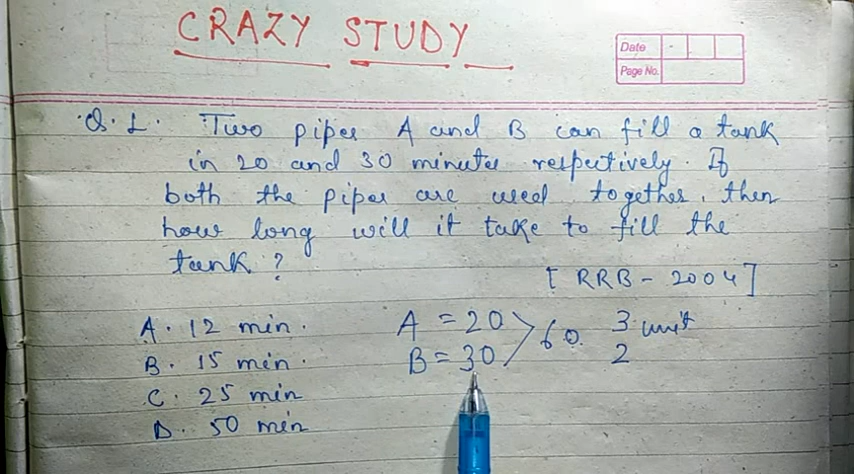 CRAZY STUDY
Date
Page No.
Q.1. Two pipes A and B can fill a tank
in 20 and 30 minutes respectively. If
both the pipes are used together, then
how long will it take to fill the
tank?
[RRB-2004]
A. 12 min.
B. 15 min.
C. 25 min
D. 50 min
A = 20
B = 30
60.
3 unit
2